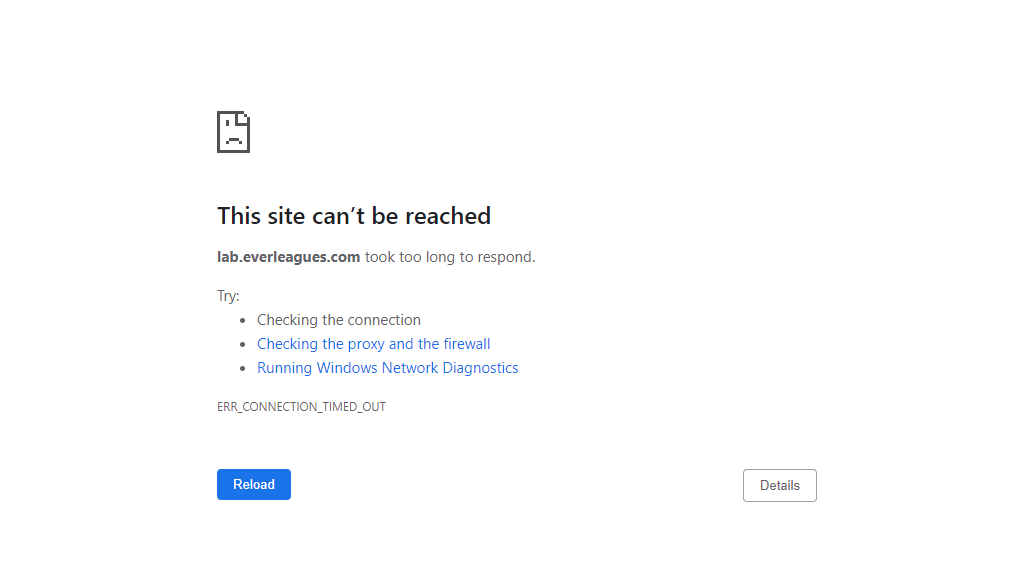 This site can’t be reached
lab.everleagues.com took too long to respond.
Try:
Checking the connection
Checking the proxy and the firewall
Running Windows Network Diagnostics
ERR_CONNECTION_TIMED_OUT
Reload
Details